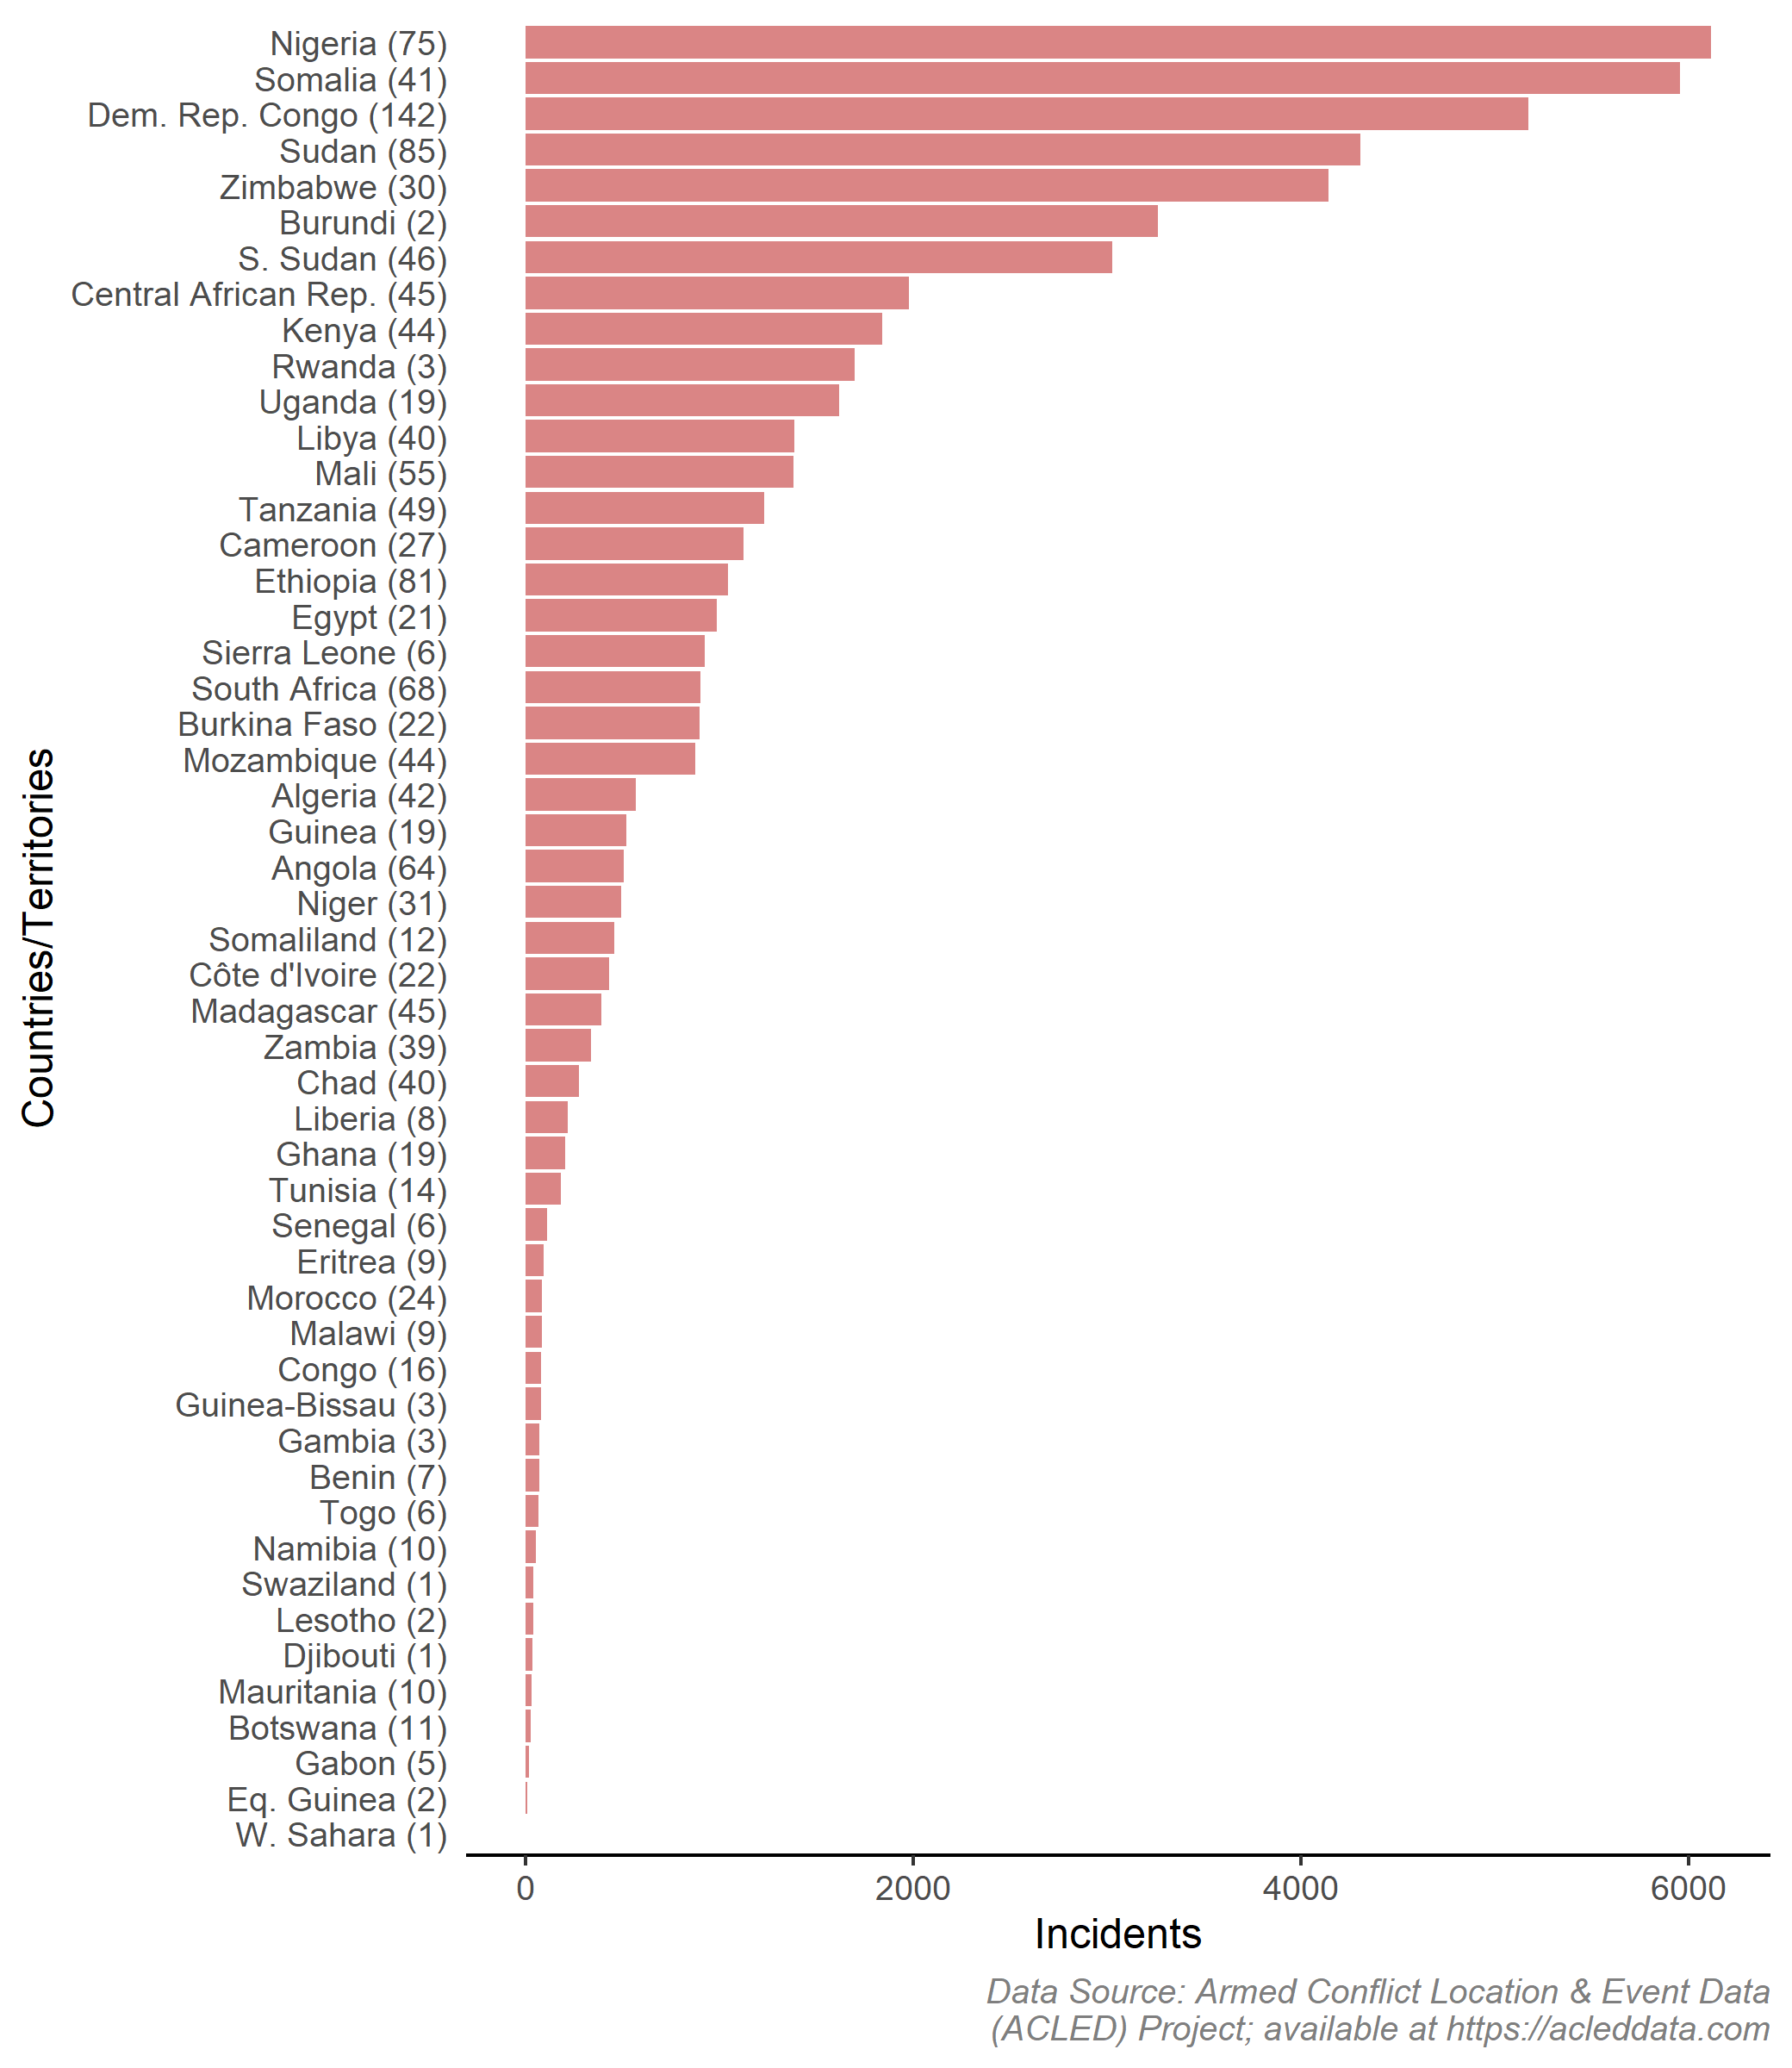 Nigeria (75)
Somalia (41)
Dem. Rep. Congo (142)
Sudan (85)
Zimbabwe (30)
Burundi (2)
S. Sudan (46)
Central African Rep. (45)
Kenya (44)
Rwanda (3)
Uganda (19)
Libya (40)
Mali (55)
Tanzania (49)
Cameroon (27)
Ethiopia (81)
Egypt (21)
Sierra Leone (6)
South Africa (68)
Burkina Faso (22)
Mozambique (44)
Algeria (42)
Guinea (19)
Angola (64)
Niger (31)
Somaliland (12)
Côte d'Ivoire (22)
Madagascar (45)
Zambia (39)
Chad (40)
Liberia (8)
Ghana (19)
Tunisia (14)
Senegal (6)
Eritrea (9)
Morocco (24)
Malawi (9)
Congo (16)
Guinea-Bissau (3)
Gambia (3)
Benin (7)
Togo (6)
Namibia (10)
Swaziland (1)
Lesotho (2)
Djibouti (1)
Mauritania (10)
Botswana (11)
Gabon (5)
Eq. Guinea (2)
W. Sahara (1)
Countries/Territories
0 2000 4000 6000
Incidents
Data Source: Armed Conflict Location & Event Data
(ACLED) Project; available at https://acleddata.com